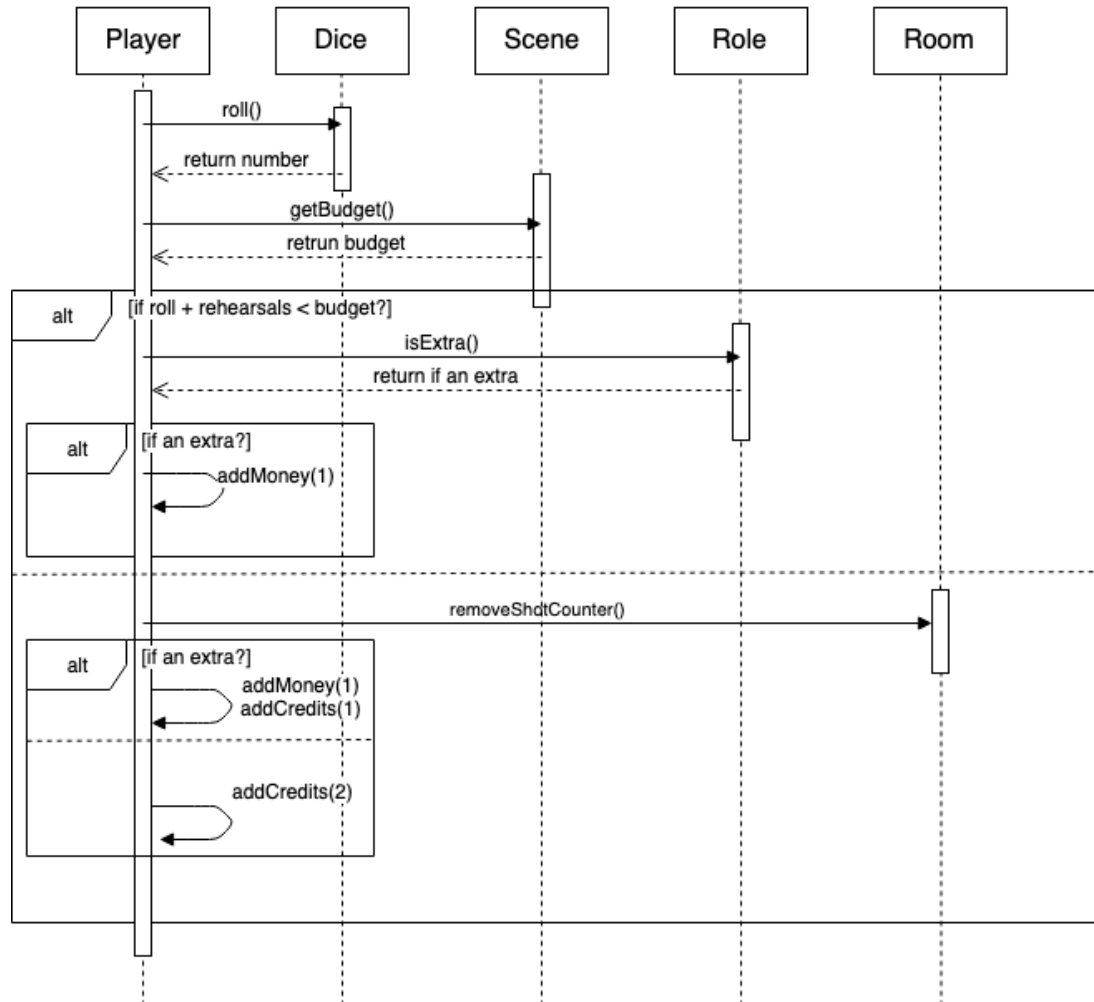 Player
Dice
Scene
Role
Room
roll()
return number
getBudget()
retrun budget
alt
[if roll + rehearsals < budget?]
isExtra()
return if an extra
alt
[if an extra?]
addMoney(1)
removeShotCounter()
alt
[if an extra?]
addMoney(1)
addCredits(1)
addCredits(2)